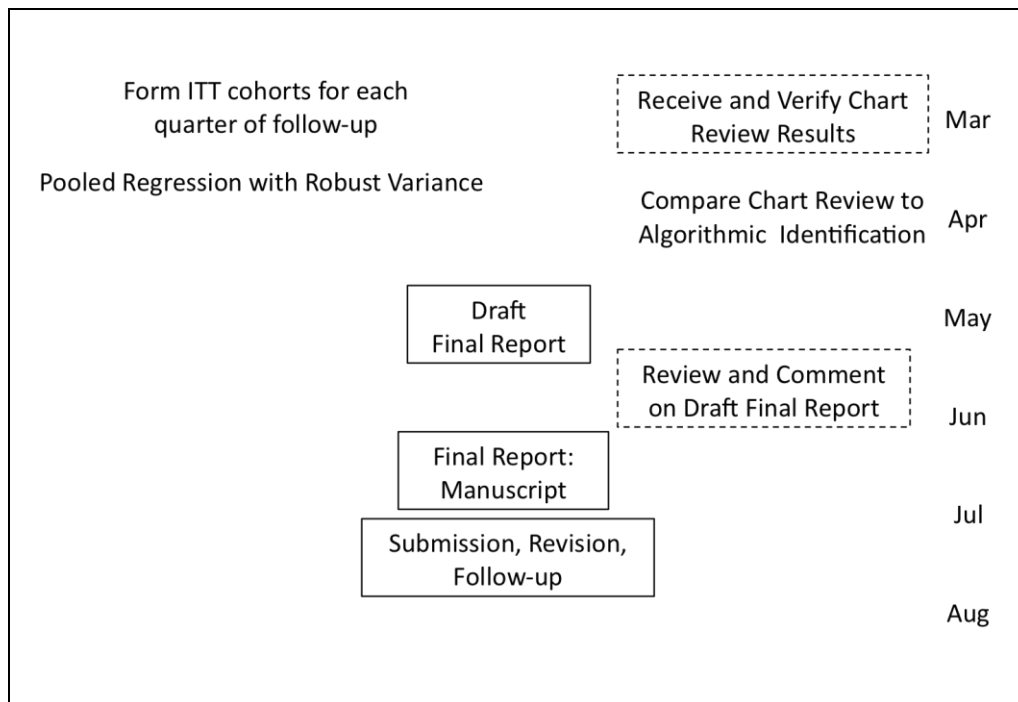 Form ITT cohorts for each
quarter of follow-up
Receive and Verify Chart
Review Results
Mar
Pooled Regression with Robust Variance
Compare Chart Review to
Algorithmic Identification
Apr
Draft
Final Report
May
Review and Comment
on Draft Final Report
Jun
Final Report:
Manuscript
Jul
Submission, Revision,
Follow-up
Aug